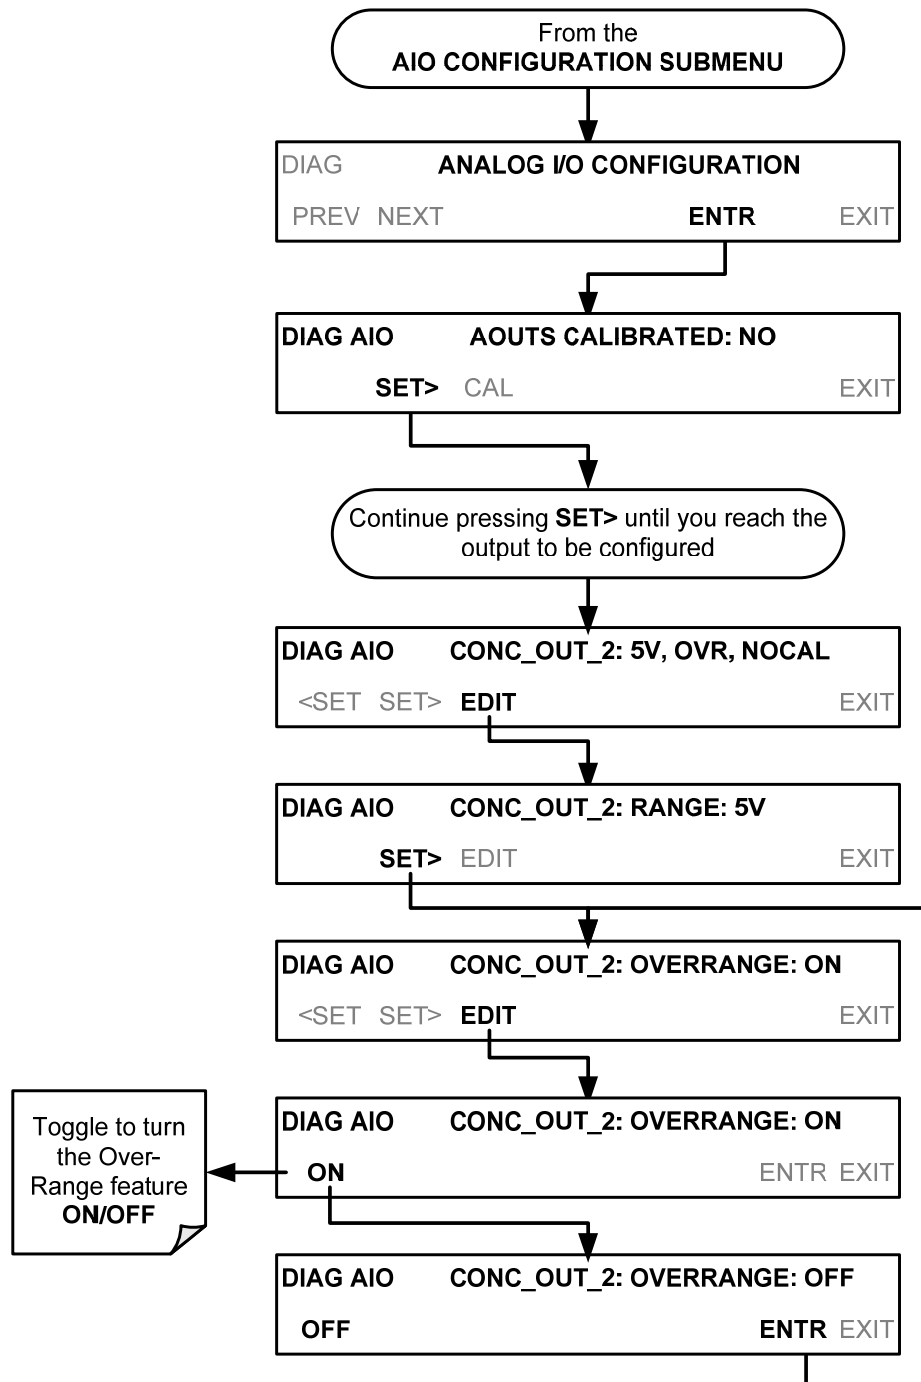 From the
AIO CONFIGURATION SUBMENU
DIAG ANALOG I/O CONFIGURATION
PREV NEXT ENTR EXIT
DIAG AIO AOUTS CALIBRATED: NO
SET> CAL EXIT
Continue pressing SET> until you reach the
output to be configured
DIAG AIO CONC_OUT_2: 5V, OVR, NOCAL
<SET SET> EDIT EXIT
DIAG AIO CONC_OUT_2: RANGE: 5V
SET> EDIT EXIT
DIAG AIO CONC_OUT_2: OVERRANGE: ON
<SET SET> EDIT EXIT
DIAG AIO CONC_OUT_2: OVERRANGE: ON
ON ENTR EXIT
Toggle to turn
the Over-
Range feature
ON/OFF
DIAG AIO CONC_OUT_2: OVERRANGE: OFF
OFF ENTR EXIT